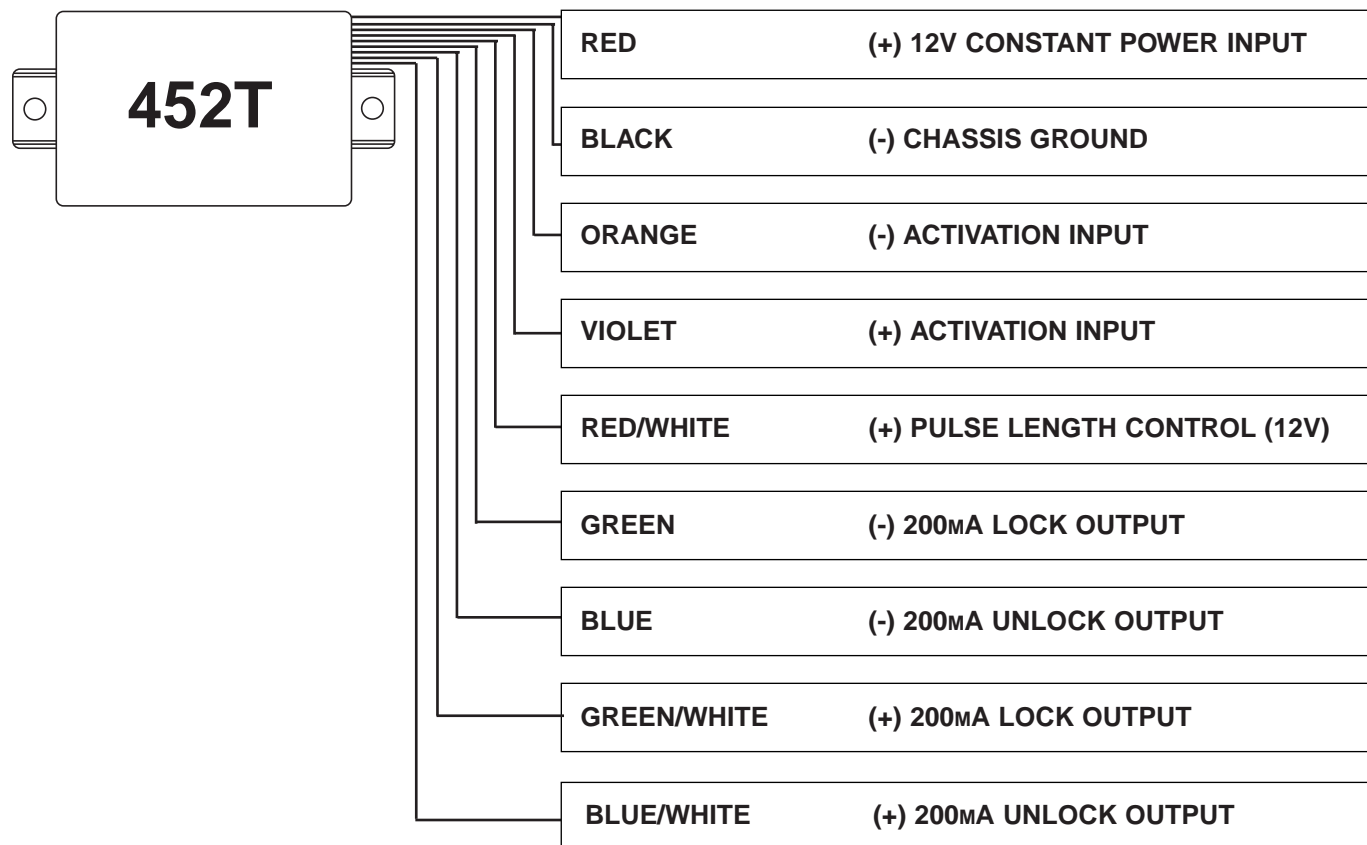 452T
RED (+) 12V CONSTANT POWER INPUT
BLACK (-) CHASSIS GROUND
ORANGE (-) ACTIVATION INPUT
VIOLET (+) ACTIVATION INPUT
RED/WHITE (+) PULSE LENGTH CONTROL (12V)
GREEN (-) 200MA LOCK OUTPUT
BLUE (-) 200MA UNLOCK OUTPUT
GREEN/WHITE (+) 200MA LOCK OUTPUT
BLUE/WHITE (+) 200MA UNLOCK OUTPUT